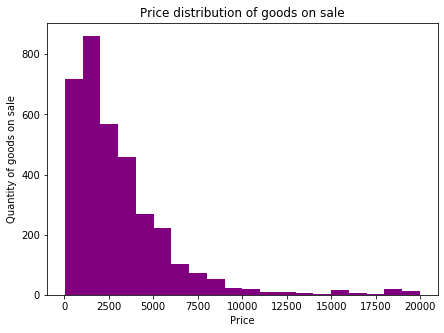 Price distribution of goods on sale
Quantity of goods on sale
800
600
400
200
0
0 2500 5000 7500 10000 12500 15000 17500 20000
Price